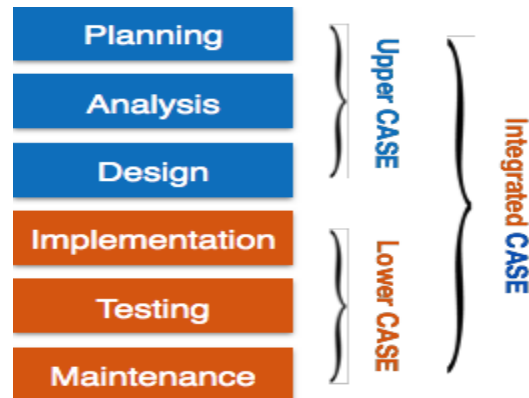 Planning
Analysis
Design
Implementation
Testing
Maintenance
Upper CASE
Lower CASE
Integrated CASE